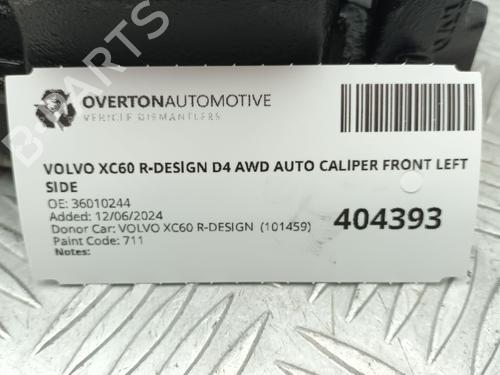 OVERTONAUTOMOTIVE
VEHICLE DISMANTLERS
VOLVO XC60 R-DESIGN D4 AWD AUTO CALIPER FRONT LEFT
SIDE
OE: 36010244
Added: 12/06/2024
Donor Car: VOLVO XC60 R-DESIGN (101459)
Paint Code: 711
Notes:
404393
B-PARTS